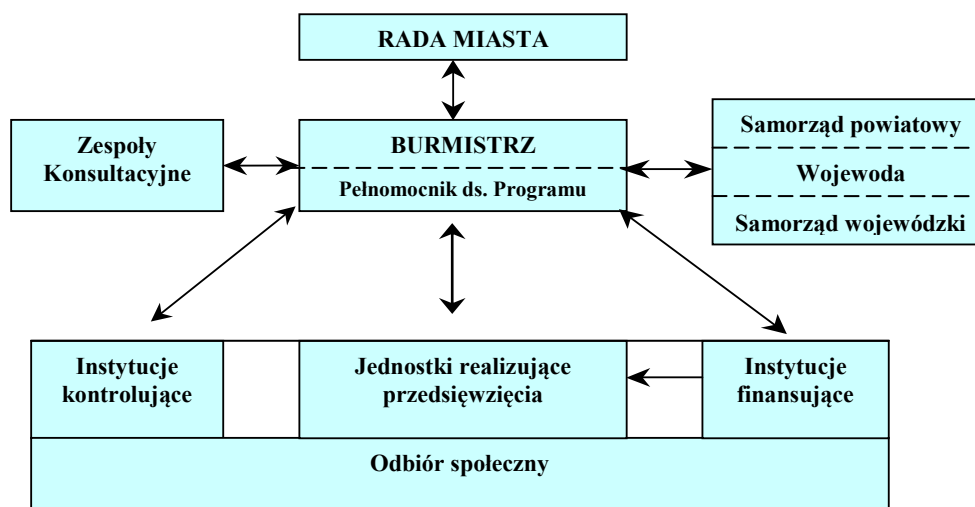 RADA MIASTA
Zespoły
Konsultacyjne
BURMISTRZ
Pełnomocnik ds. Programu
Samorząd powiatowy
Wojewoda
Samorząd wojewódzki
Instytucje
kontrolujące
Jednostki realizujące
przedsięwzięcia
Instytucje
finansujące
Odbiór społeczny